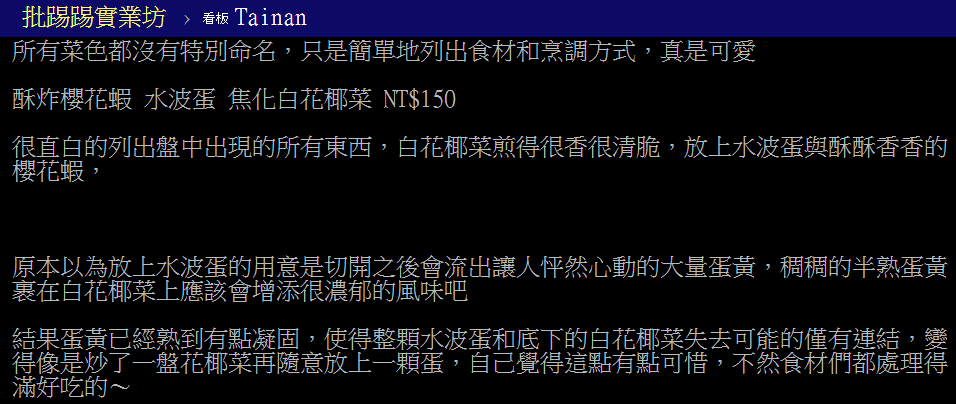 批踢踢實業坊 › 看板 Tainan
所有菜色都沒有特別命名，只是簡單地列出食材和烹調方式，真是可愛
酥炸櫻花蝦 水波蛋 焦化白花椰菜 NT$150
很直白的列出盤中出現的所有東西，白花椰菜煎得很香很清脆，放上水波蛋與酥酥香香的
櫻花蝦，
原本以為放上水波蛋的用意是切開之後會流出讓人怦然心動的大量蛋黃，稠稠的半熟蛋黃
裹在白花椰菜上應該會增添很濃郁的風味吧
結果蛋黃已經熟到有點凝固，使得整顆水波蛋和底下的白花椰菜失去可能的僅有連結，變
得像是炒了一盤花椰菜再隨意放上一顆蛋，自己覺得這點有點可惜，不然食材們都處理得
滿好吃的～